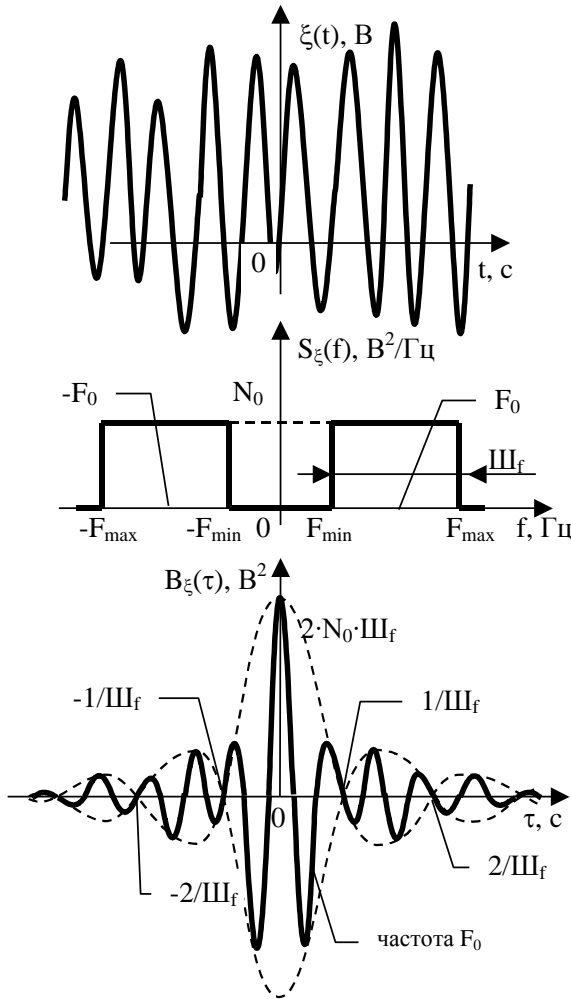 ξ(t), В
0
t, с
S_ξ(f), В²/Гц
-F₀
N₀
F₀
Ш_f
-F_max
-F_min
0
F_min
F_max
f, Гц
B_ξ(τ), В²
2·N₀·Ш_f
-1/Ш_f
1/Ш_f
0
τ, с
-2/Ш_f
2/Ш_f
частота F₀